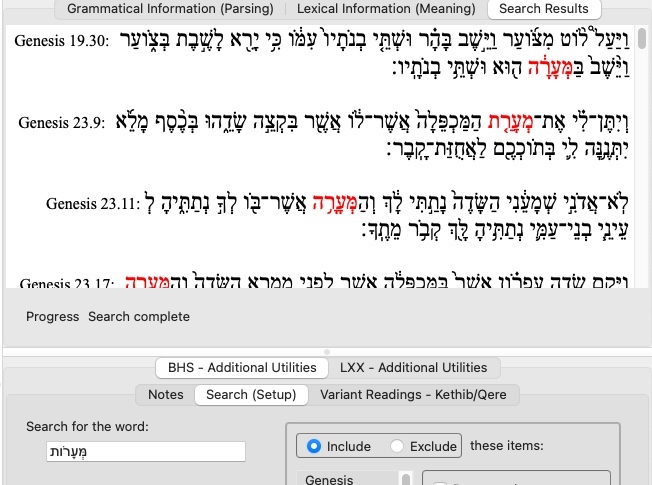 Grammatical Information (Parsing) Lexical Information (Meaning) Search Results
Genesis 19.30: וַיַּעַל֩ ל֨וֹט מִצּ֜וֹעַר וַיֵּ֣שֶׁב בָּהָ֗ר וּשְׁתֵּ֤י בְנֹתָיו֙ עִמּ֔וֹ כִּ֥י יָרֵ֖א לָשֶׁ֣בֶת בְּצ֑וֹעַר
וַיֵּ֙שֶׁב֙ בַּמְּעָרָ֔ה ה֖וּא וּשְׁתֵּ֥י בְנֹתָֽיו׃
Genesis 23.9: וְיִתֶּן־לִ֗י אֶת־מְעָרַ֤ת הַמַּכְפֵּלָה֙ אֲשֶׁר־ל֔וֹ אֲשֶׁ֖ר בִּקְצֵ֣ה שָׂדֵ֑הוּ בְּכֶ֨סֶף מָלֵ֜א
יִתְּנֶ֥נָּה לִ֛י בְּתוֹכְכֶ֖ם לַאֲחֻזַּת־קָֽבֶר׃
Genesis 23.11: לֹֽא־אֲדֹנִ֣י שְׁמָעֵ֔נִי הַשָּׂדֶה֙ נָתַ֣תִּי לָ֔ךְ וְהַמְּעָרָ֥ה אֲשֶׁר־בּ֖וֹ לְךָ֣ נְתַתִּ֑יהָ לְ
עֵינֵ֧י בְנֵי־עַמִּ֛י נְתַתִּ֥יהָ לָּ֖ךְ קְבֹ֥ר מֵתֶֽךָ׃
Genesis 23.17: וַיָּ֣קָם שְׂדֵ֣ה עֶפְר֗וֹן אֲשֶׁר֙ בַּמַּכְפֵּלָ֔ה אֲשֶׁ֖ר לִפְנֵ֣י מַמְרֵ֑א הַשָּׂדֶה֙ וְהַמְּעָרָ֣ה
Progress Search complete
BHS - Additional Utilities LXX - Additional Utilities
Notes Search (Setup) Variant Readings - Kethib/Qere
Search for the word:
מְּעָרֹות
Include Exclude these items:
Genesis